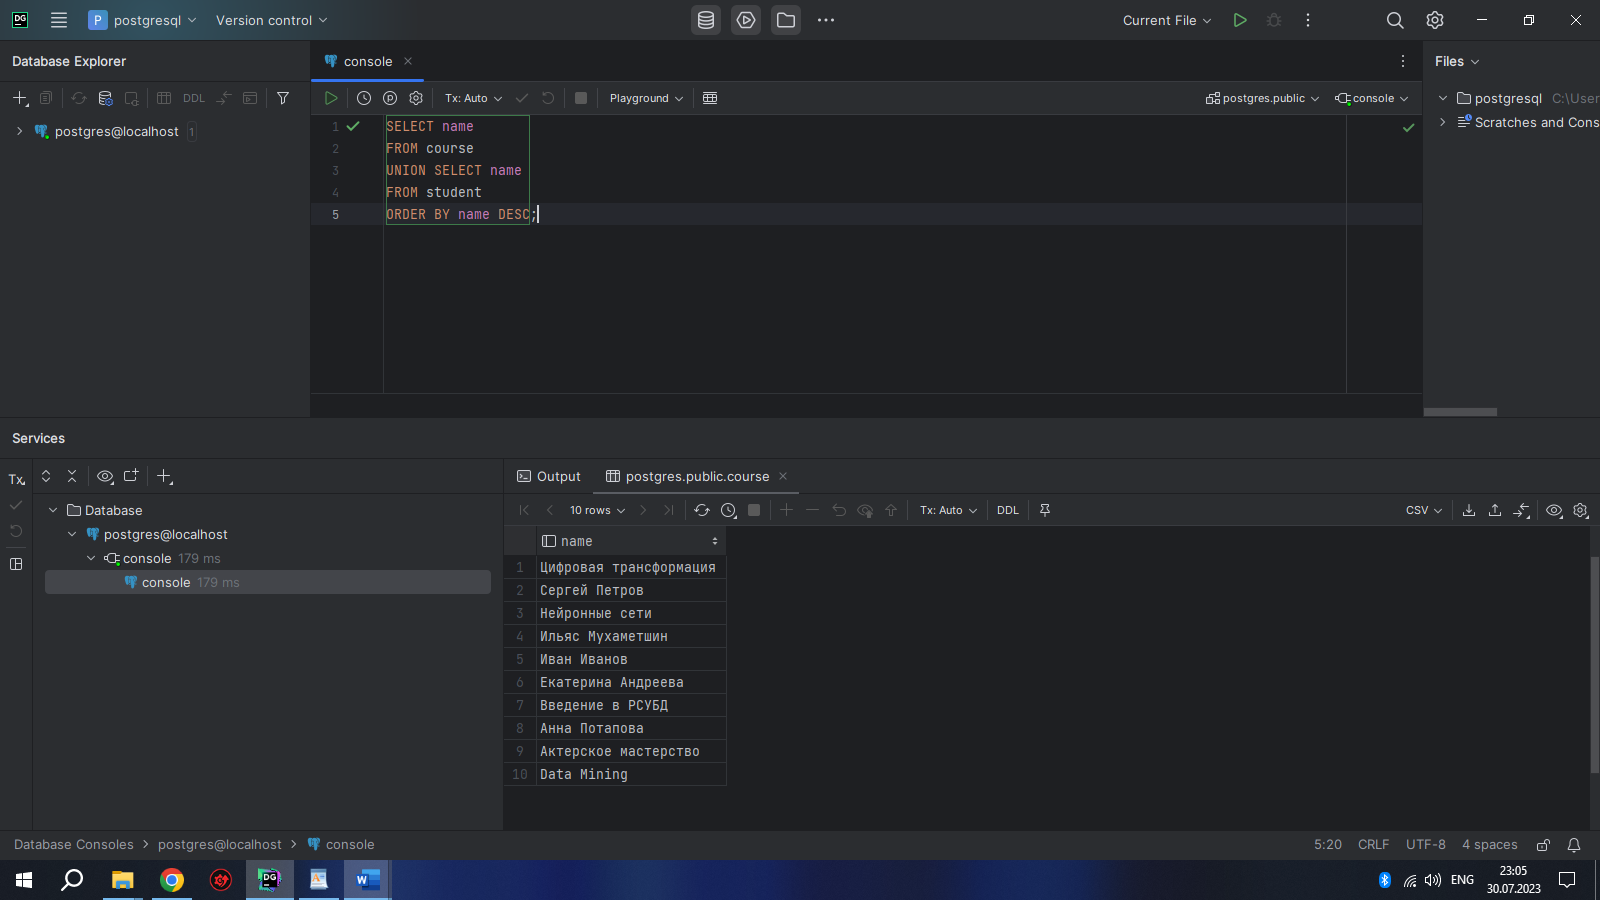 DG
P postgresql
Version control
Current File
Database Explorer
console
Files
DDL
Tx: Auto
Playground
postgres.public
console
postgresql C:\User
Scratches and Cons
postgres@localhost 1
1 SELECT name
2 FROM course
3 UNION SELECT name
4 FROM student
5 ORDER BY name DESC;
Services
Tx
Database
postgres@localhost
console 179 ms
console 179 ms
Output
postgres.public.course
10 rows
Tx: Auto
DDL
CSV
name
1 Цифровая трансформация
2 Сергей Петров
3 Нейронные сети
4 Ильяс Мухаметшин
5 Иван Иванов
6 Екатерина Андреева
7 Введение в РСУБД
8 Анна Потапова
9 Актерское мастерство
10 Data Mining
Database Consoles > postgres@localhost > console
5:20 CRLF UTF-8 4 spaces
DG
W
ENG
23:05
30.07.2023